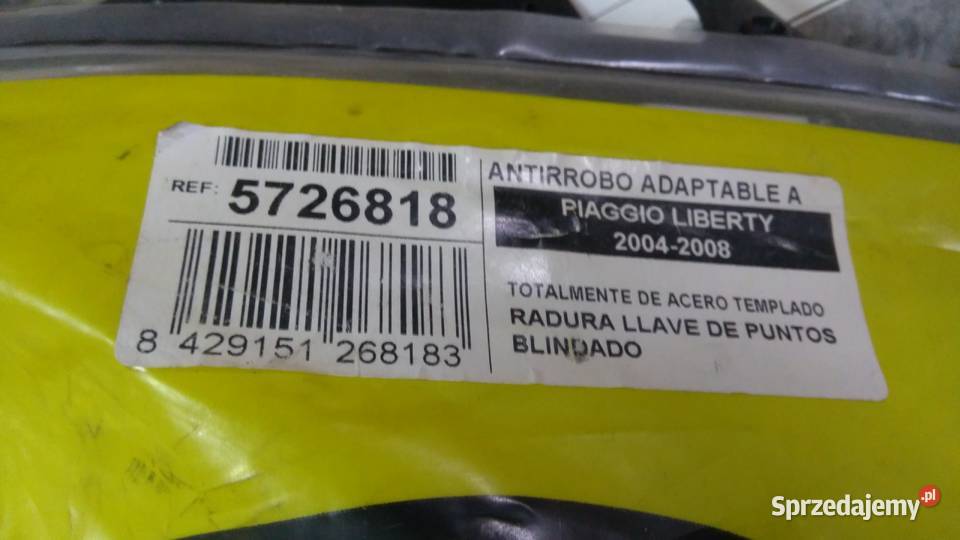 REF: 5726818
8 429151 268183
ANTIRROBO ADAPTABLE A
PIAGGIO LIBERTY
2004-2008
TOTALMENTE DE ACERO TEMPLADO
RADURA LLAVE DE PUNTOS
BLINDADO
Sprzedajemy.pl